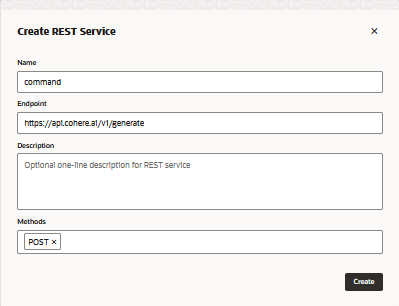 Create REST Service
×
Name
command
Endpoint
https://api.cohere.ai/v1/generate
Description
Optional one-line description for REST service
Methods
POST ×
Create